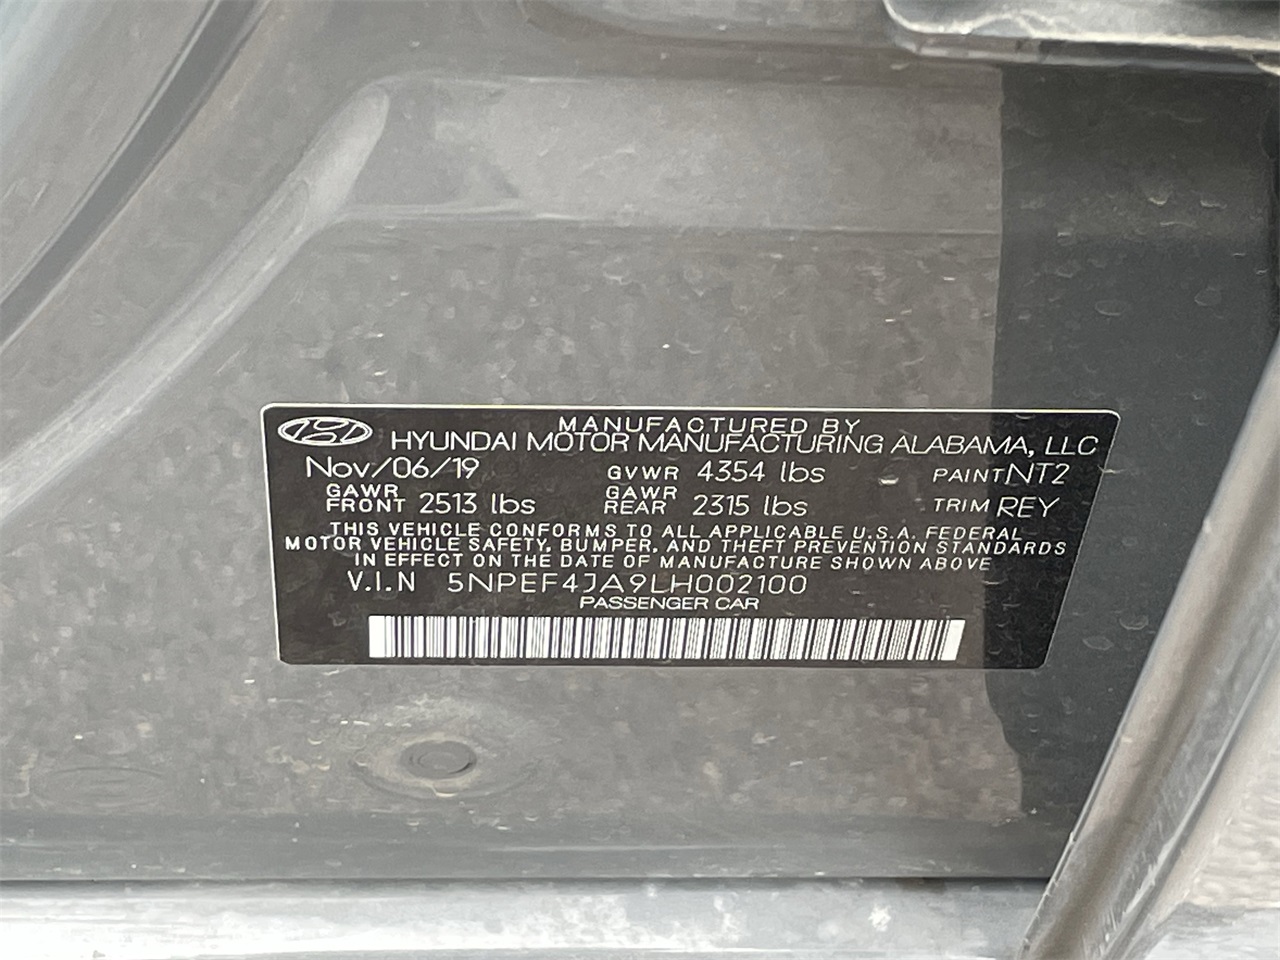 MANUFACTURED BY
HYUNDAI MOTOR MANUFACTURING ALABAMA, LLC
Nov/06/19 GVWR 4354 lbs PAINT NT2
GAWR FRONT 2513 lbs GAWR REAR 2315 lbs TRIM REY
THIS VEHICLE CONFORMS TO ALL APPLICABLE U.S.A. FEDERAL
MOTOR VEHICLE SAFETY, BUMPER, AND THEFT PREVENTION STANDARDS
IN EFFECT ON THE DATE OF MANUFACTURE SHOWN ABOVE
V.I.N 5NPEF4JA9LH002100
PASSENGER CAR